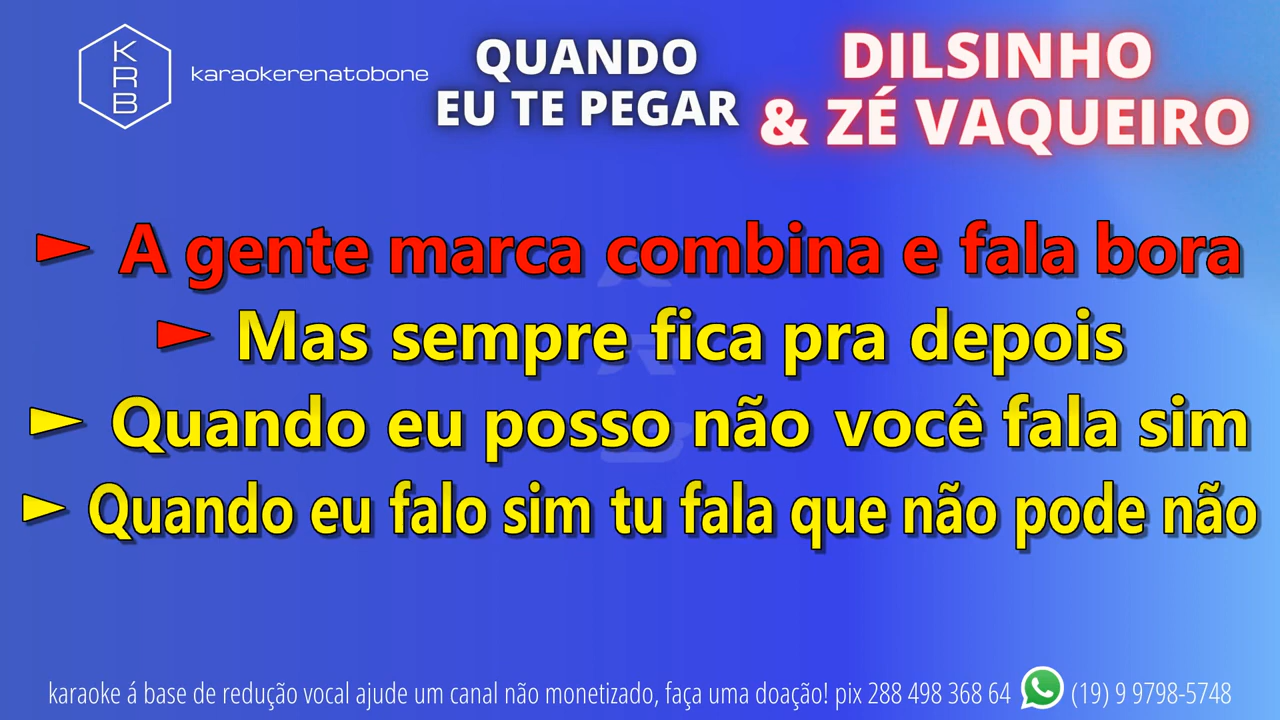 KRB
karaokerenatobone
QUANDO
EU TE PEGAR
DILSINHO
& ZÉ VAQUEIRO
► A gente marca combina e fala bora
► Mas sempre fica pra depois
► Quando eu posso não você fala sim
► Quando eu falo sim tu fala que não pode não
karaoke á base de redução vocal ajude um canal não monetizado, faça uma doação! pix 288 498 368 64 (19) 9 9798-5748